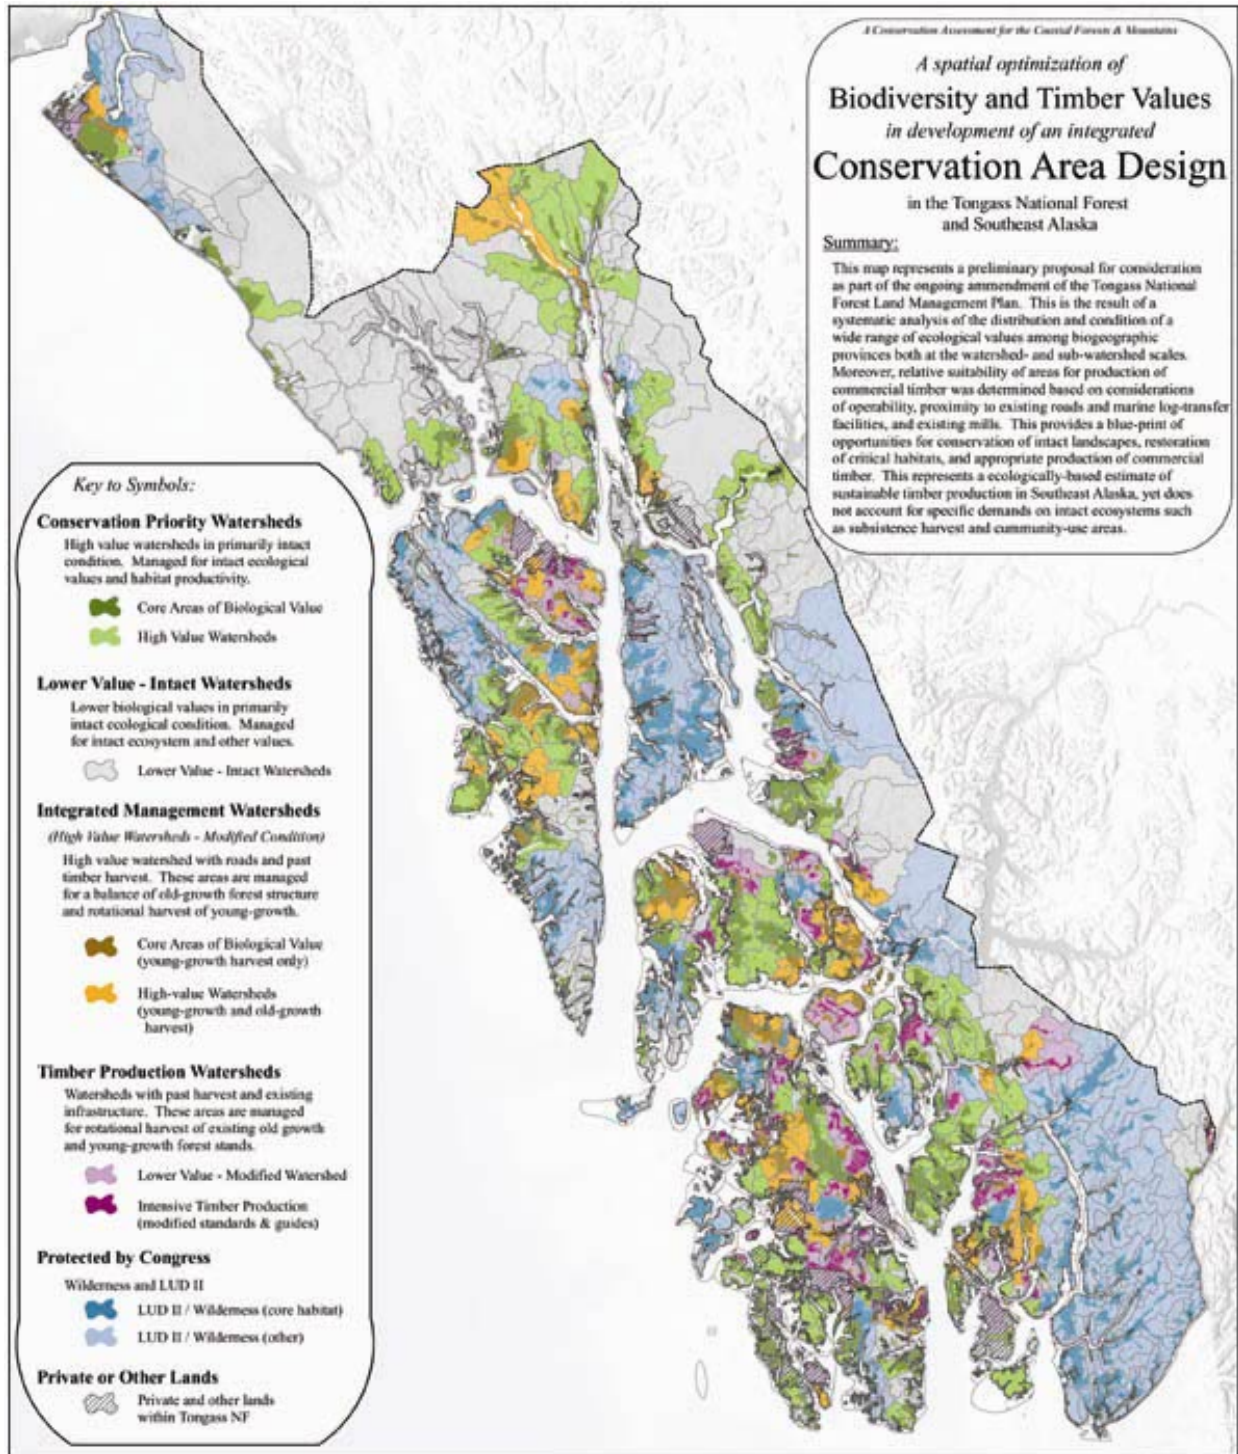 A Conservation Assessment for the Coastal Forests & Mountains
A spatial optimization of
Biodiversity and Timber Values
in development of an integrated
Conservation Area Design
in the Tongass National Forest
and Southeast Alaska
Summary:
This map represents a preliminary proposal for consideration
as part of the ongoing ammendment of the Tongass National
Forest Land Management Plan. This is the result of a
systematic analysis of the distribution and condition of a
wide range of ecological values among biogeographic
provinces both at the watershed- and sub-watershed scales.
Moreover, relative suitability of areas for production of
commercial timber was determined based on considerations
of operability, proximity to existing roads and marine log-transfer
facilities, and existing mills. This provides a blue-print of
opportunities for conservation of intact landscapes, restoration
of critical habitats, and appropriate production of commercial
timber. This represents a ecologically-based estimate of
sustainable timber production in Southeast Alaska, yet does
not account for specific demands on intact ecosystems such
as subsistence harvest and cummunity-use areas.
Key to Symbols:
Conservation Priority Watersheds
High value watersheds in primarily intact
condition. Managed for intact ecological
values and habitat productivity.
Core Areas of Biological Value
High Value Watersheds
Lower Value - Intact Watersheds
Lower biological values in primarily
intact ecological condition. Managed
for intact ecosystem and other values.
Lower Value - Intact Watersheds
Integrated Management Watersheds
(High Value Watersheds - Modified Condition)
High value watershed with roads and past
timber harvest. These areas are managed
for a balance of old-growth forest structure
and rotational harvest of young-growth.
Core Areas of Biological Value
(young-growth harvest only)
High-value Watersheds
(young-growth and old-growth
harvest)
Timber Production Watersheds
Watersheds with past harvest and existing
infrastructure. These areas are managed
for rotational harvest of existing old growth
and young-growth forest stands.
Lower Value - Modified Watershed
Intensive Timber Production
(modified standards & guides)
Protected by Congress
Wilderness and LUD II
LUD II / Wilderness (core habitat)
LUD II / Wilderness (other)
Private or Other Lands
Private and other lands
within Tongass NF